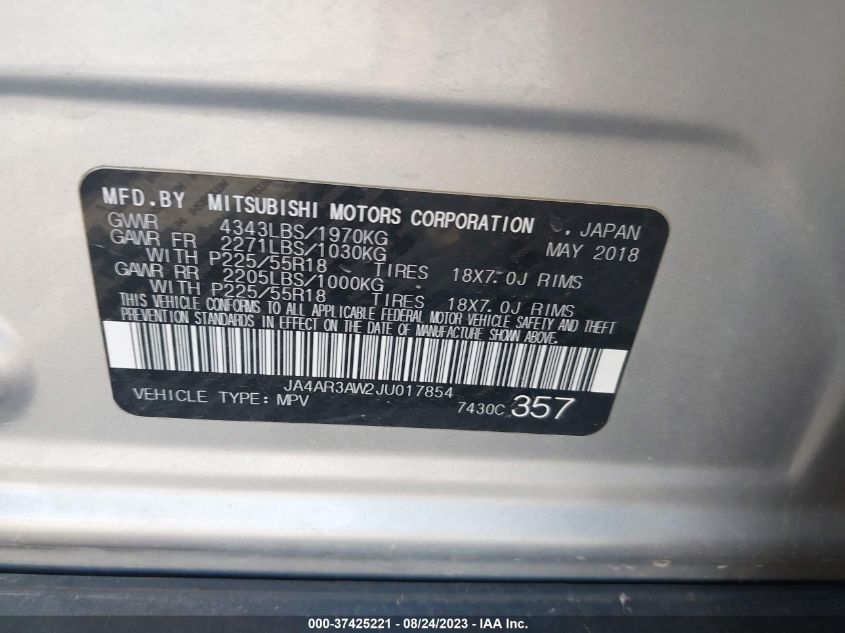 MFD.BY MITSUBISHI MOTORS CORPORATION , JAPAN
GVWR 4343LBS/1970KG MAY 2018
GAWR FR 2271LBS/1030KG
WITH P225/55R18 TIRES 18X7.0J RIMS
GAWR RR 2205LBS/1000KG
WITH P225/55R18 TIRES 18X7.0J RIMS
THIS VEHICLE CONFORMS TO ALL APPLICABLE FEDERAL MOTOR VEHICLE SAFETY AND THEFT
PREVENTION STANDARDS IN EFFECT ON THE DATE OF MANUFACTURE SHOWN ABOVE.
JA4AR3AW2JU017854
VEHICLE TYPE: MPV 7430C 357
000-37425221 - 08/24/2023 - IAA Inc.